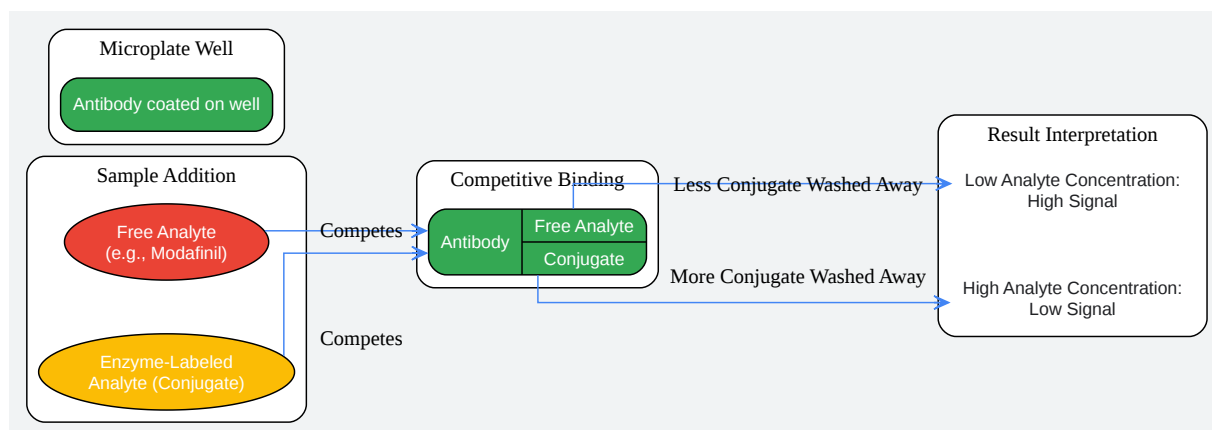 Microplate Well
Antibody coated on well
Sample Addition
Free Analyte
(e.g., Modafinil)
Enzyme-Labeled
Analyte (Conjugate)
Competes
Competes
Competitive Binding
Antibody
Free Analyte
Conjugate
Less Conjugate Washed Away
More Conjugate Washed Away
Result Interpretation
Low Analyte Concentration:
High Signal
High Analyte Concentration:
Low Signal